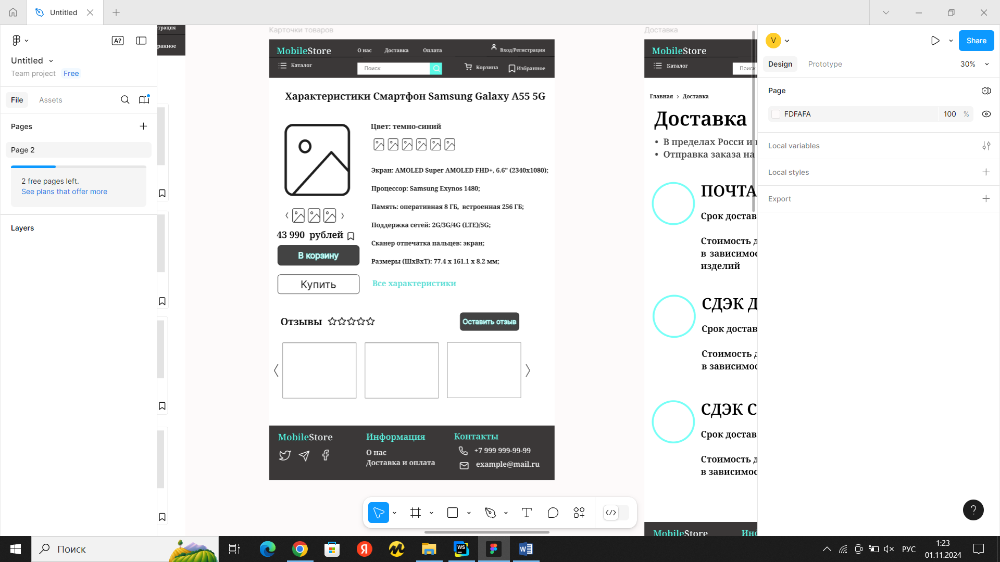 Untitled
A?
Untitled
Team project Free
File
Assets
Pages
Page 2
2 free pages left.
See plans that offer more
Layers
страция
ранное
Карточки товаров
MobileStore
О нас
Доставка
Оплата
Вход/Регистрация
Каталог
Поиск
Корзина
Избранное
Характеристики Смартфон Samsung Galaxy A55 5G
Цвет: темно-синий
Экран: AMOLED Super AMOLED FHD+, 6.6" (2340x1080);
Процессор: Samsung Exynos 1480;
Память: оперативная 8 ГБ, встроенная 256 ГБ;
Поддержка сетей: 2G/3G/4G (LTE)/5G;
Сканер отпечатка пальцев: экран;
Размеры (ШxВxТ): 77.4 x 161.1 x 8.2 мм;
43 990 рублей
В корзину
Купить
Все характеристики
Отзывы
Оставить отзыв
MobileStore
Информация
О нас
Доставка и оплата
Контакты
+7 999 999-99-99
example@mail.ru
Доставка
MobileStore
Каталог
Поиск
Главная > Доставка
Доставка
• В пределах Росси и
• Отправка заказа на
ПОЧТА
Срок достав
Стоимость д
в зависимос
изделий
СДЭК Д
Срок достав
Стоимость д
в зависимос
СДЭК С
Срок достав
Стоимость д
в зависимос
MobileStore
Инф
V
Share
Design
Prototype
30%
Page
FDFAFA
100 %
Local variables
Local styles
Export
?
Поиск
Я
WS
РУС
1:23
01.11.2024